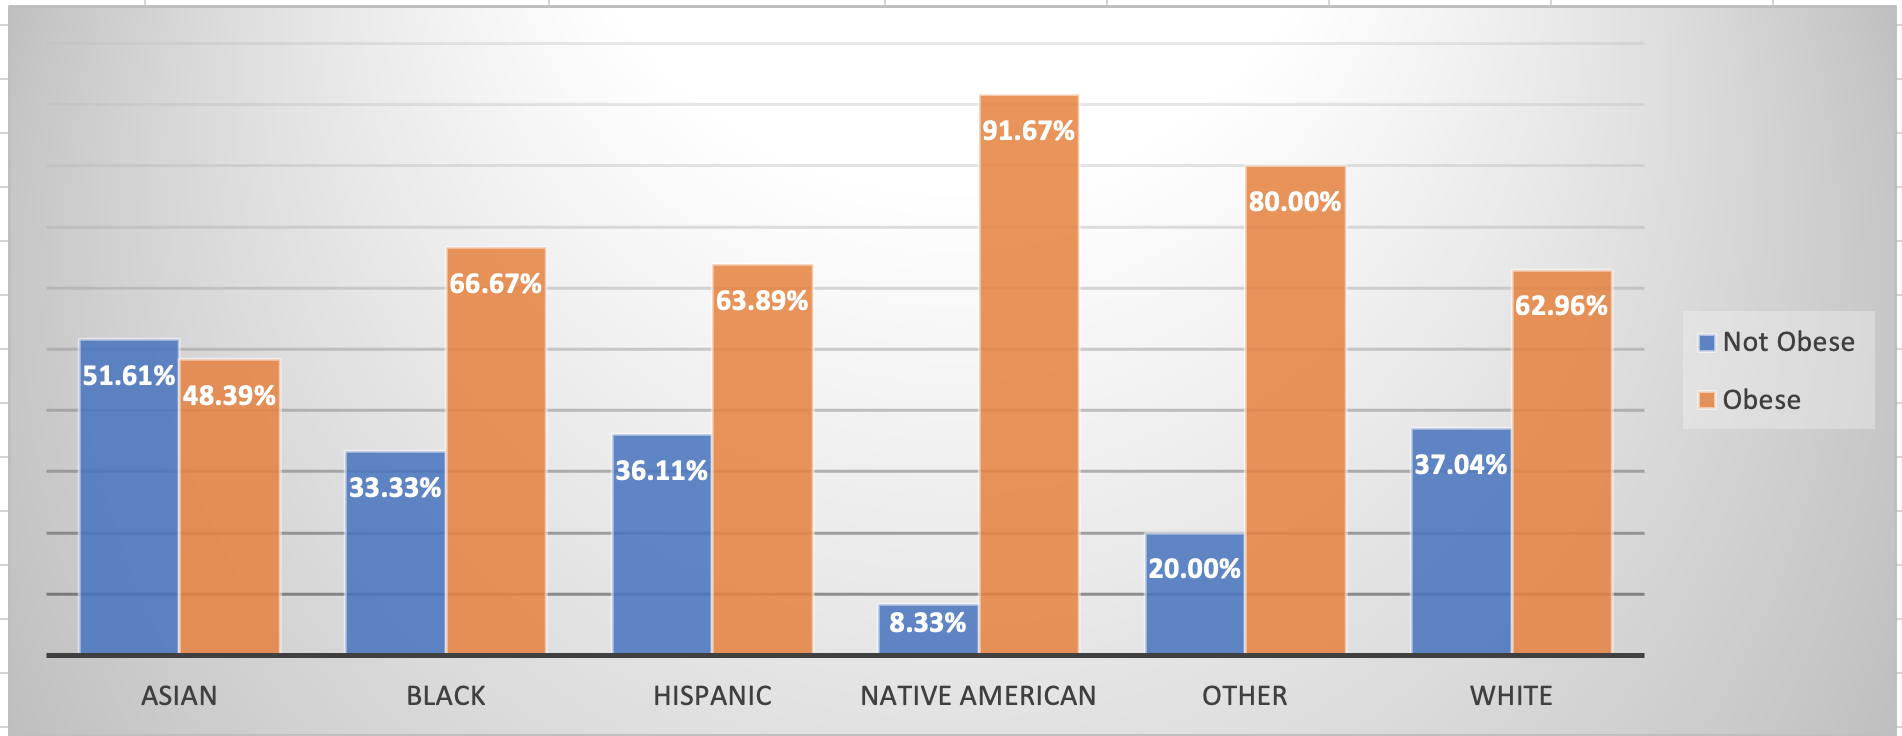 91.67%
80.00%
66.67%
63.89%
62.96%
51.61%
48.39%
37.04%
36.11%
33.33%
20.00%
8.33%
Not Obese
Obese
ASIAN
BLACK
HISPANIC
NATIVE AMERICAN
OTHER
WHITE